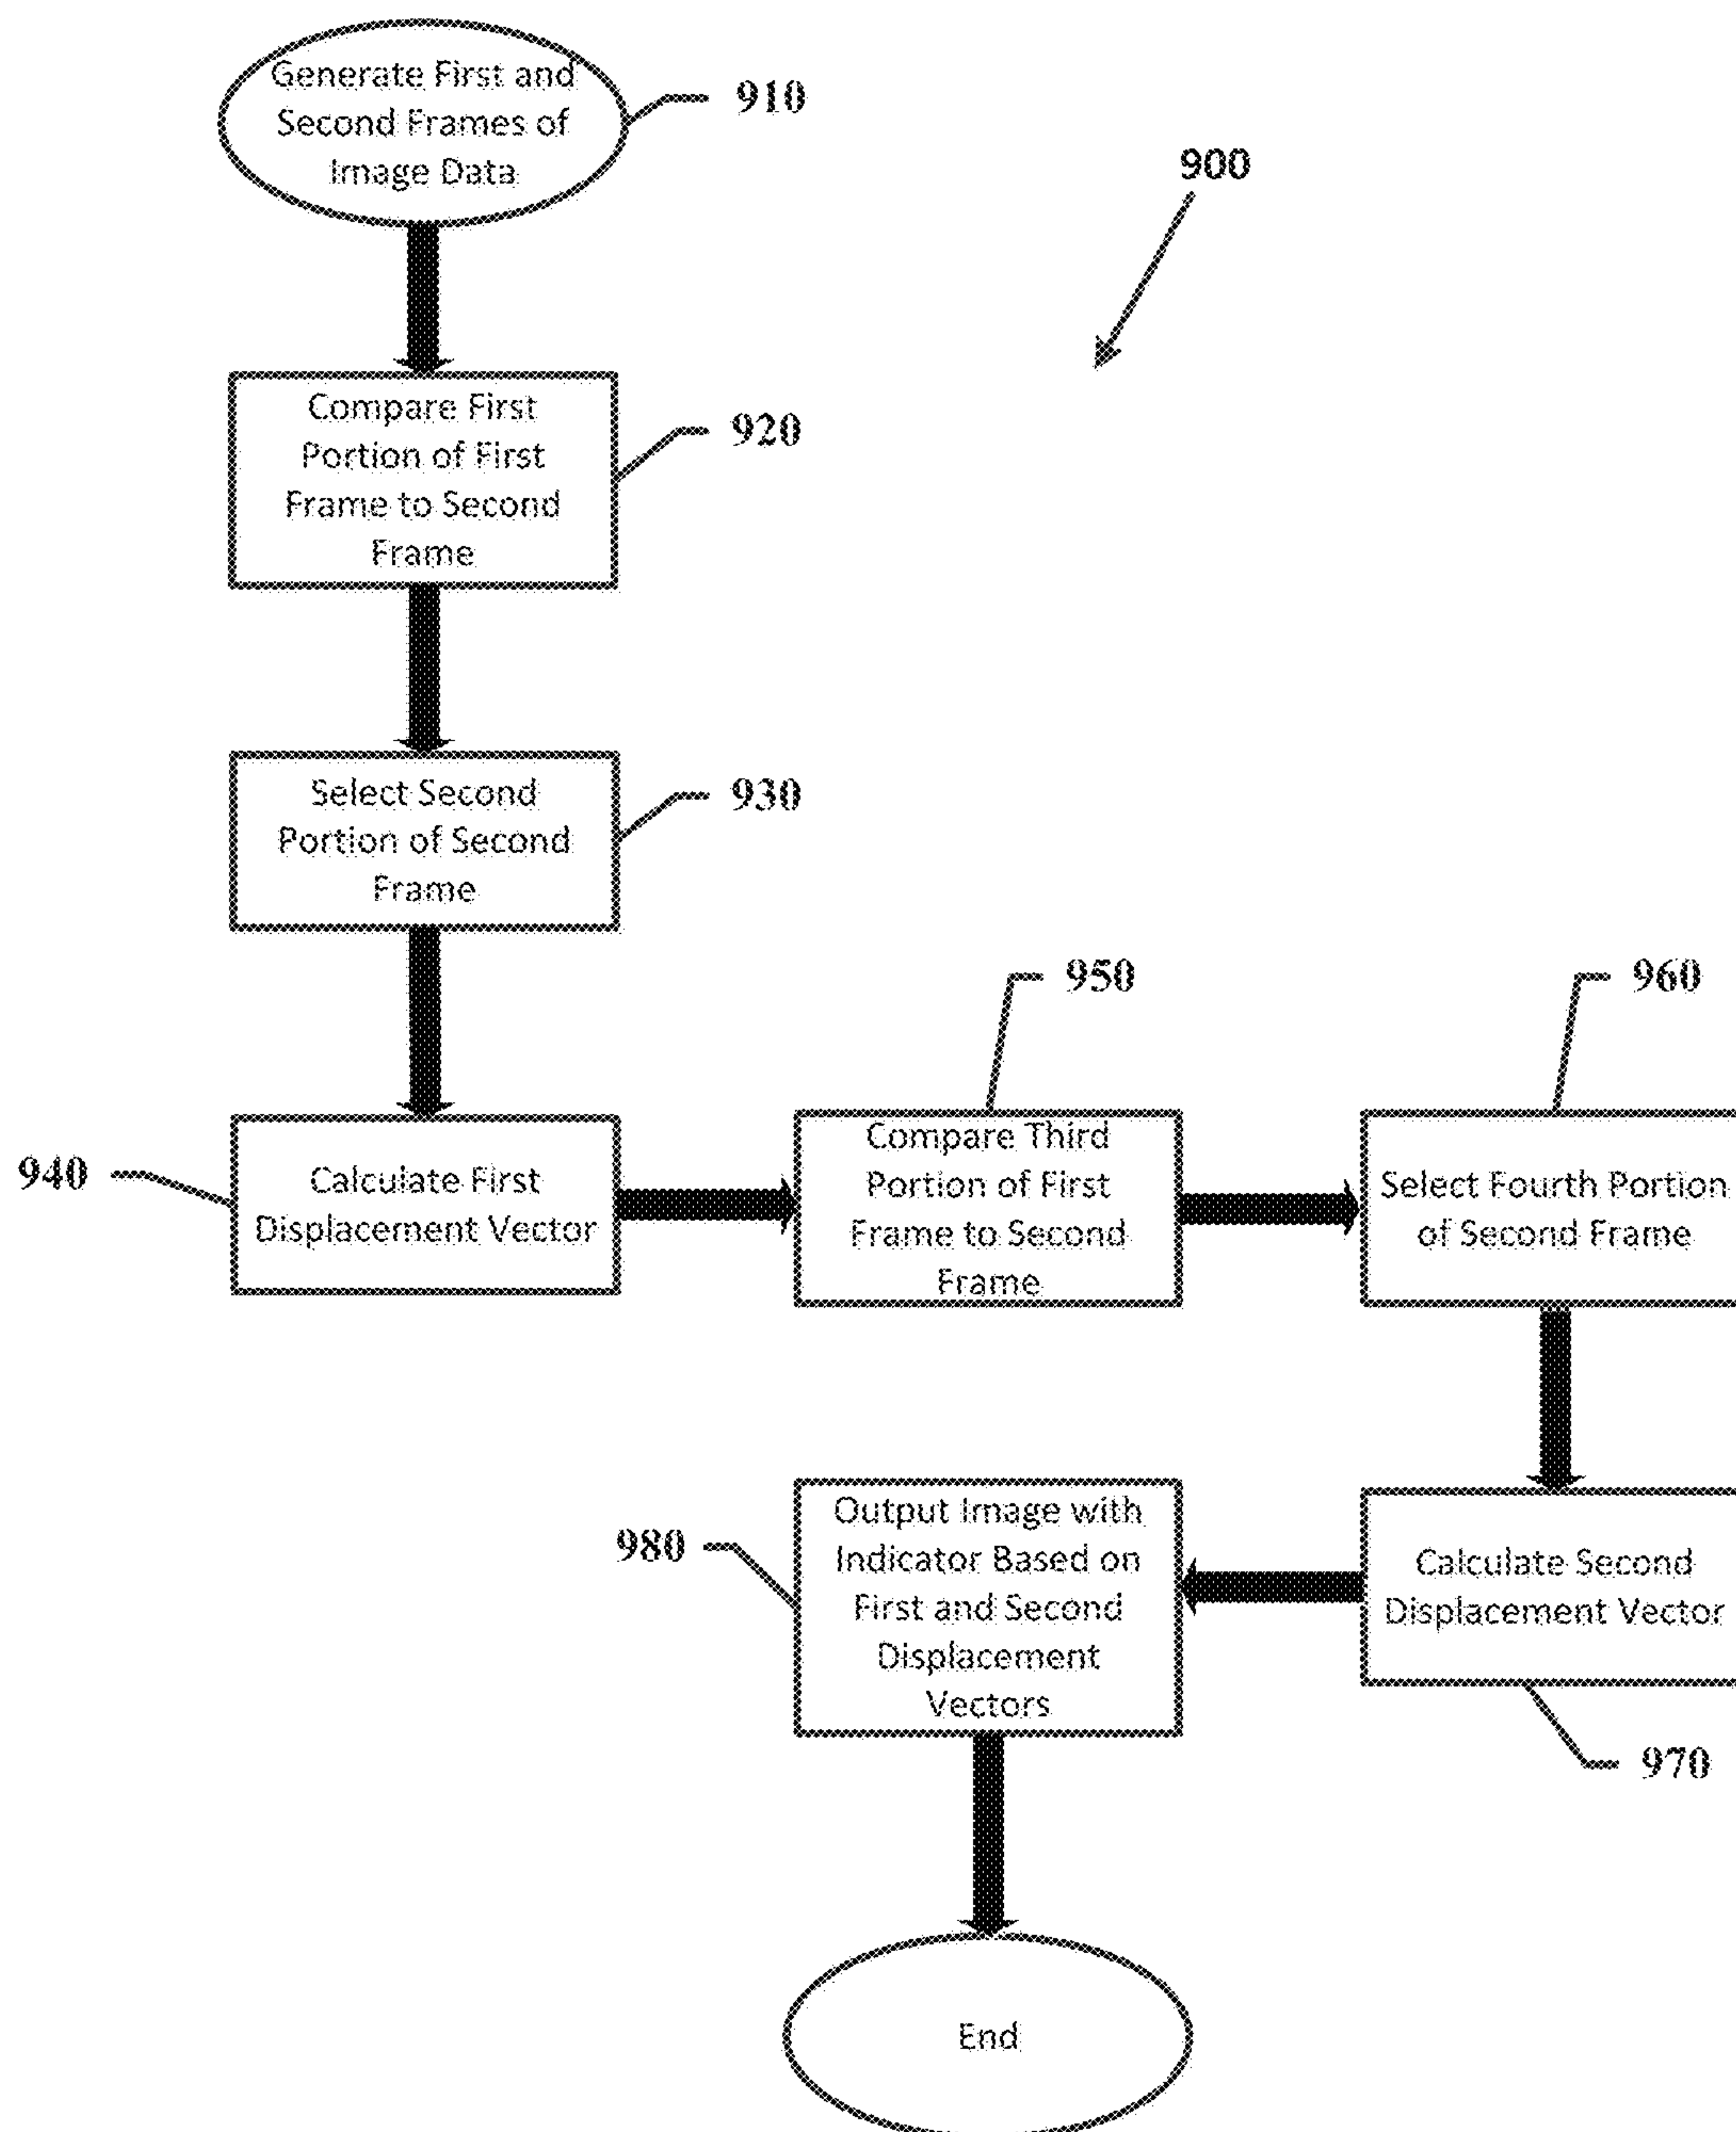 Generate First and
Second Frames of
Image Data
910
900
Compare First
Portion of First
Frame to Second
Frame
920
Select Second
Portion of Second
Frame
930
940
Calculate First
Displacement Vector
950
Compare Third
Portion of First
Frame to Second
Frame
960
Select Fourth Portion
of Second Frame
980
Output Image with
Indicator Based on
First and Second
Displacement
Vectors
Calculate Second
Displacement Vector
970
End